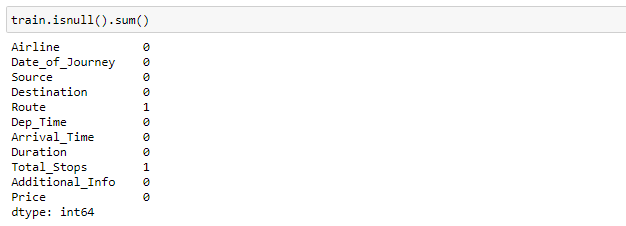 train.isnull().sum()
Airline 0
Date_of_Journey 0
Source 0
Destination 0
Route 1
Dep_Time 0
Arrival_Time 0
Duration 0
Total_Stops 1
Additional_Info 0
Price 0
dtype: int64